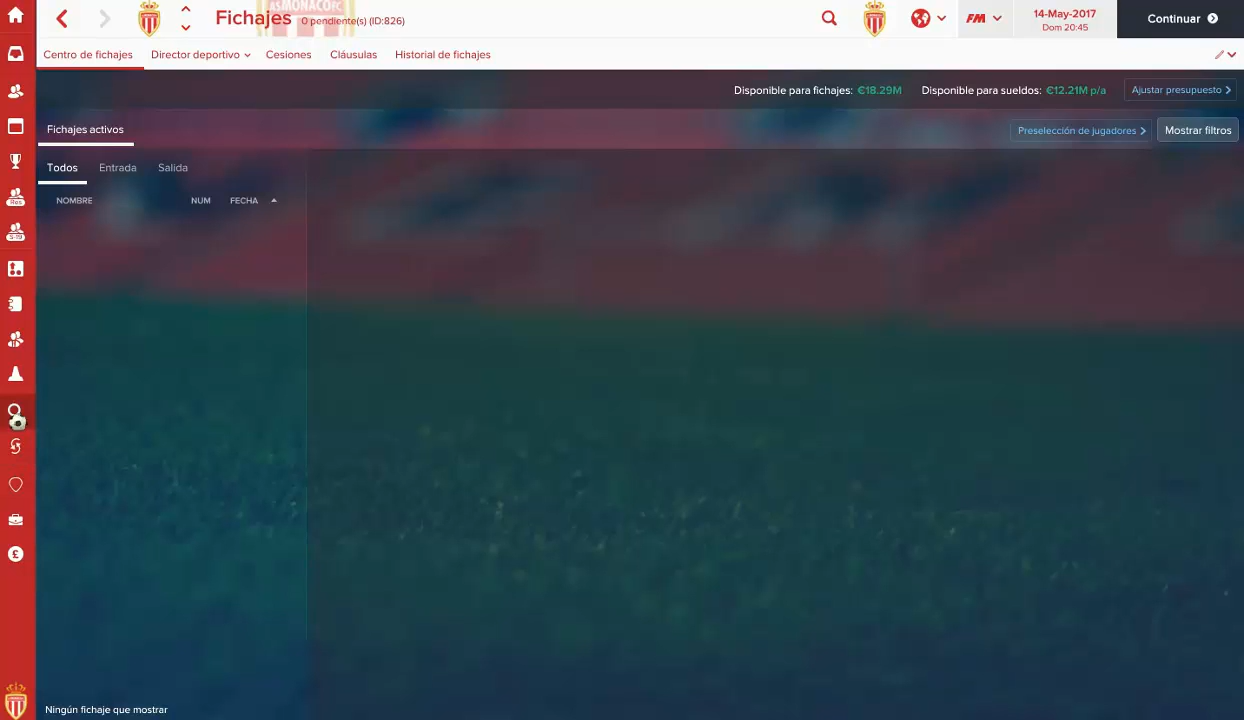 ASMONACOFC
Fichajes 0 pendiente(s) (ID:826)
FM
14-May-2017
Dom 20:45
Continuar
Centro de fichajes
Director deportivo
Cesiones
Cláusulas
Historial de fichajes
Disponible para fichajes: €18.29M
Disponible para sueldos: €12.21M p/a
Ajustar presupuesto
Fichajes activos
Preselección de jugadores
Mostrar filtros
Todos
Entrada
Salida
NOMBRE
NUM
FECHA
Ningún fichaje que mostrar